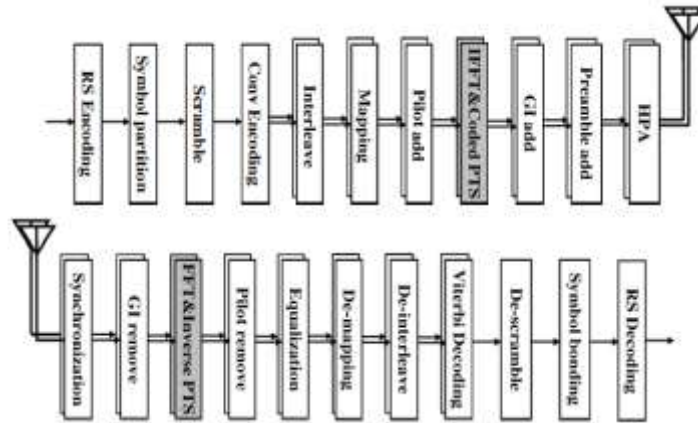 RS Encoding
Symbol partition
Scramble
Conv Encoding
Interleave
Mapping
Pilot add
IFFT&Coded PTS
GI add
Preamble add
HPA
Synchronization
GI remove
FFT&Inverse PTS
Pilot remove
Equalization
De-mapping
De-interleave
Viterbi Decoding
De-scramble
Symbol bonding
RS Decoding